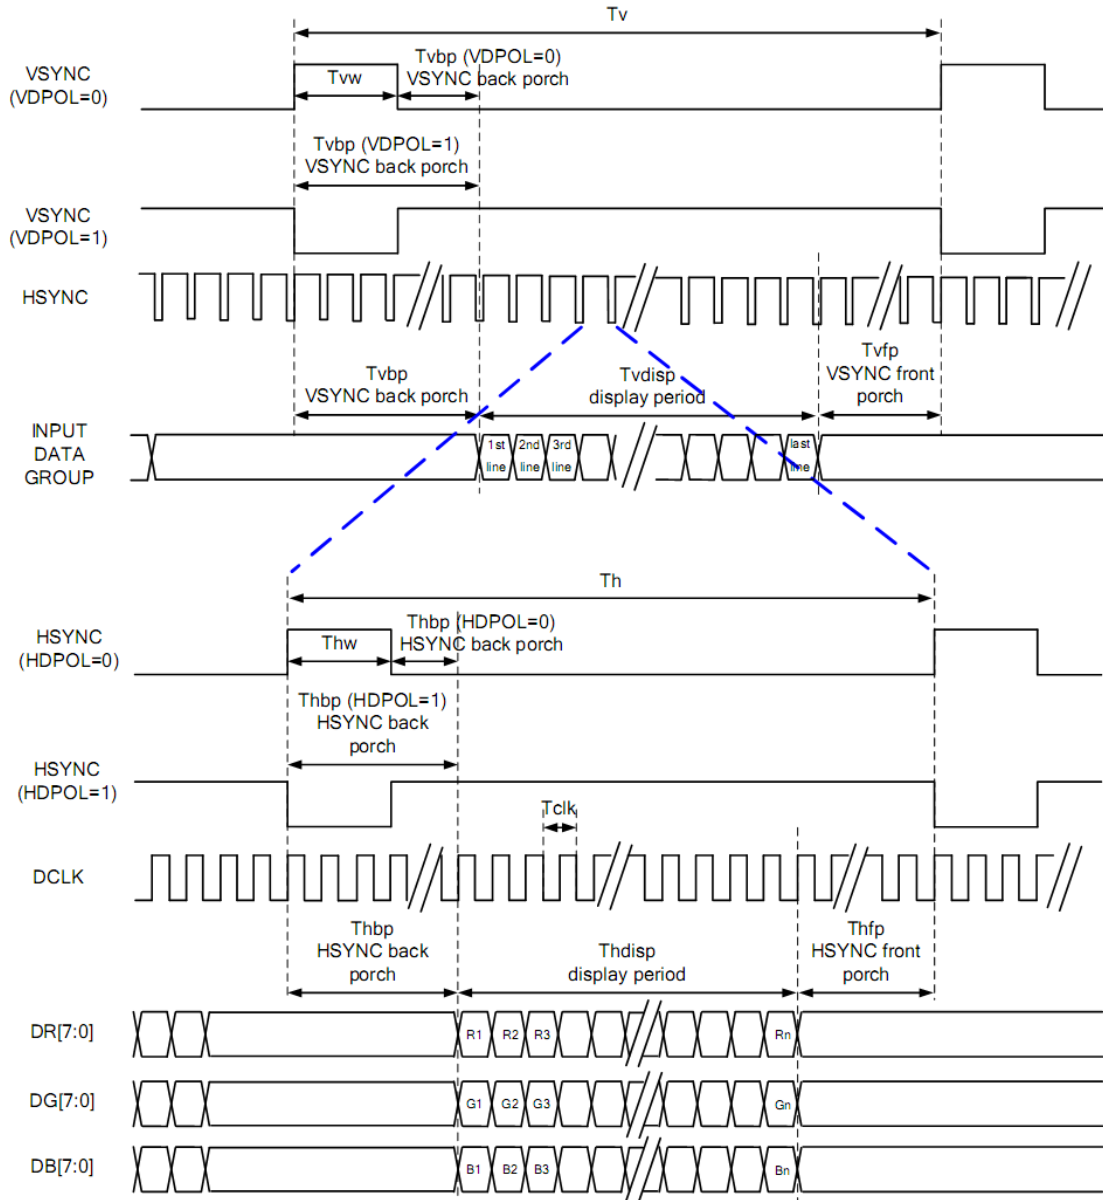 Tv
VSYNC
(VDPOL=0)
Tvw
Tvbp (VDPOL=0)
VSYNC back porch
Tvbp (VDPOL=1)
VSYNC back porch
VSYNC
(VDPOL=1)
HSYNC
Tvbp
VSYNC back porch
Tvdisp
display period
Tvfp
VSYNC front
porch
INPUT
DATA
GROUP
1st
line
2nd
line
3rd
line
last
line
Th
HSYNC
(HDPOL=0)
Thw
Thbp (HDPOL=0)
HSYNC back porch
Thbp (HDPOL=1)
HSYNC back
porch
HSYNC
(HDPOL=1)
Tclk
DCLK
Thbp
HSYNC back
porch
Thdisp
display period
Thfp
HSYNC front
porch
DR[7:0]
R1 R2 R3 Rn
DG[7:0]
G1 G2 G3 Gn
DB[7:0]
B1 B2 B3 Bn